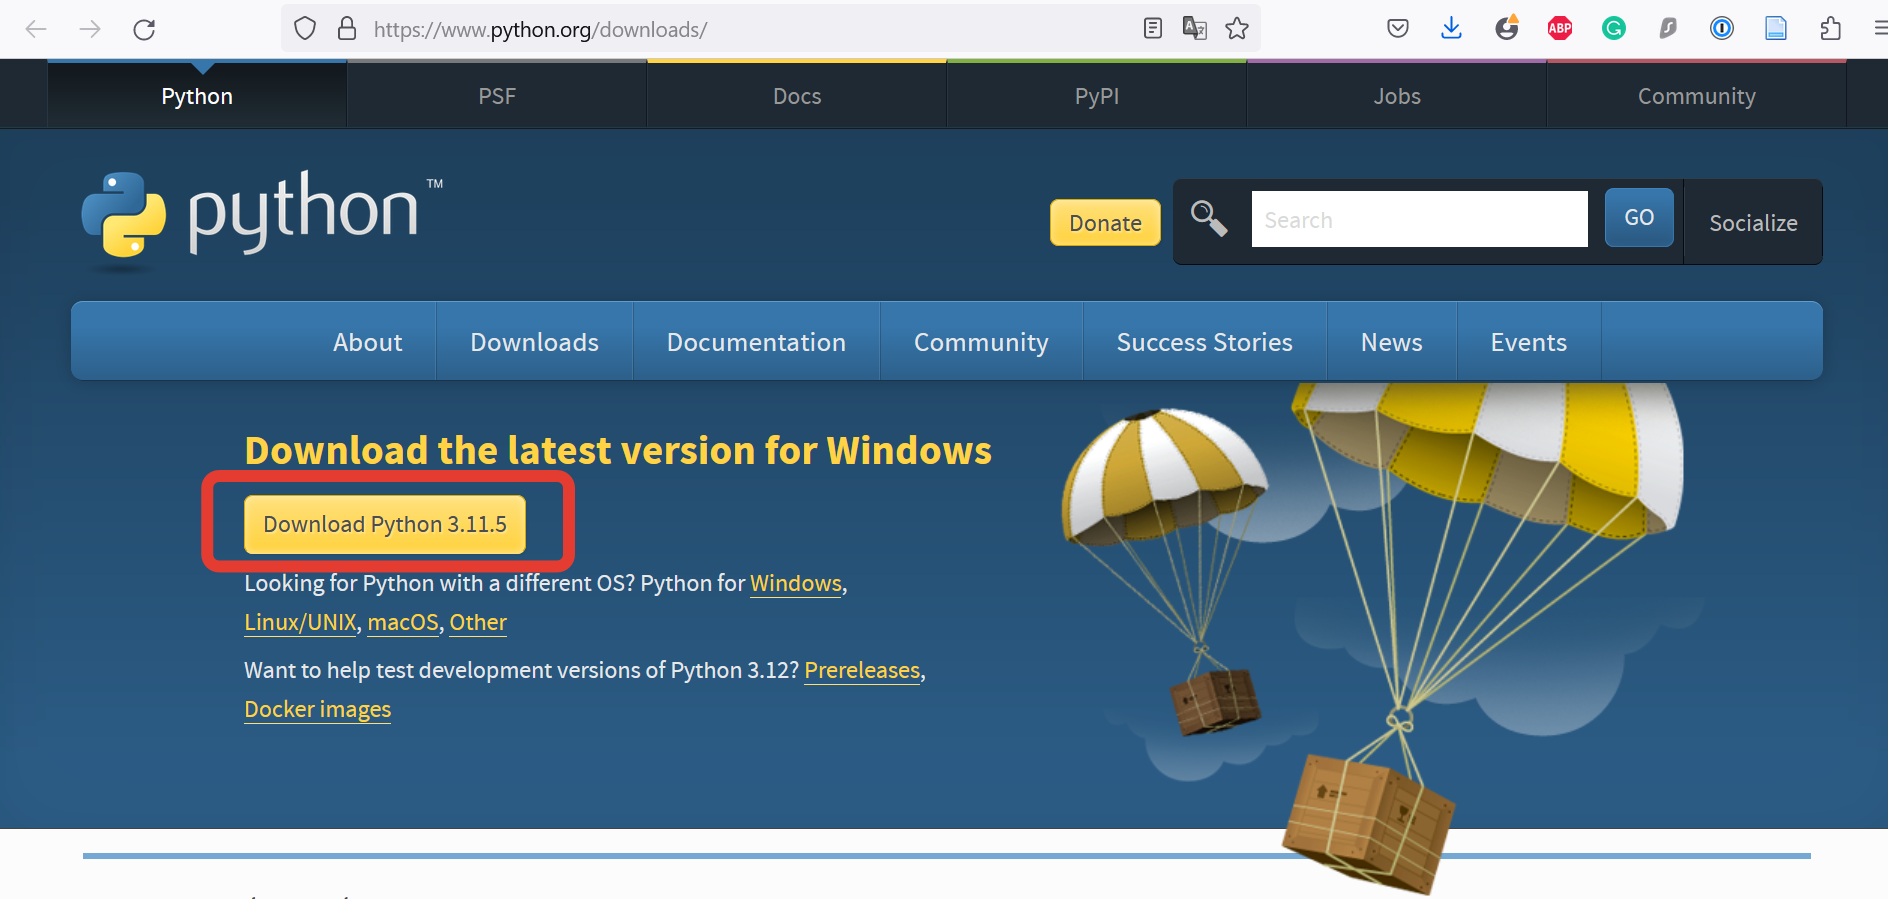 https://www.python.org/downloads/
ABP
Python PSF Docs PyPI Jobs Community
python™
Donate Search GO Socialize
About Downloads Documentation Community Success Stories News Events
Download the latest version for Windows
Download Python 3.11.5
Looking for Python with a different OS? Python for Windows,
Linux/UNIX, macOS, Other
Want to help test development versions of Python 3.12? Prereleases,
Docker images